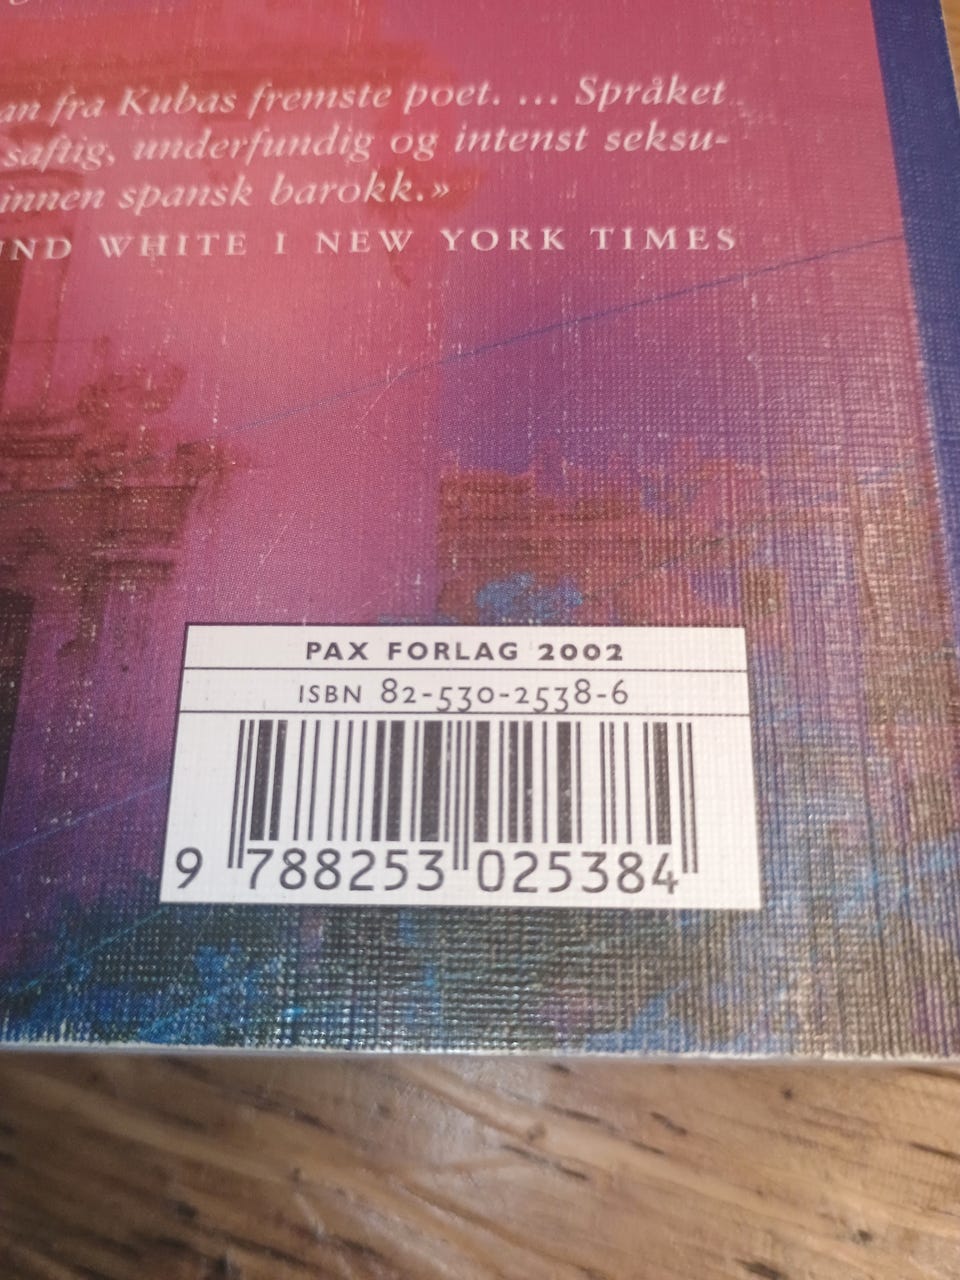 an fra Kubas fremste poet. ... Språket
saftig, underfundig og intenst seksu-
innen spansk barokk.»
UND WHITE I NEW YORK TIMES
PAX FORLAG 2002
ISBN 82-530-2538-6
9 788253 025384